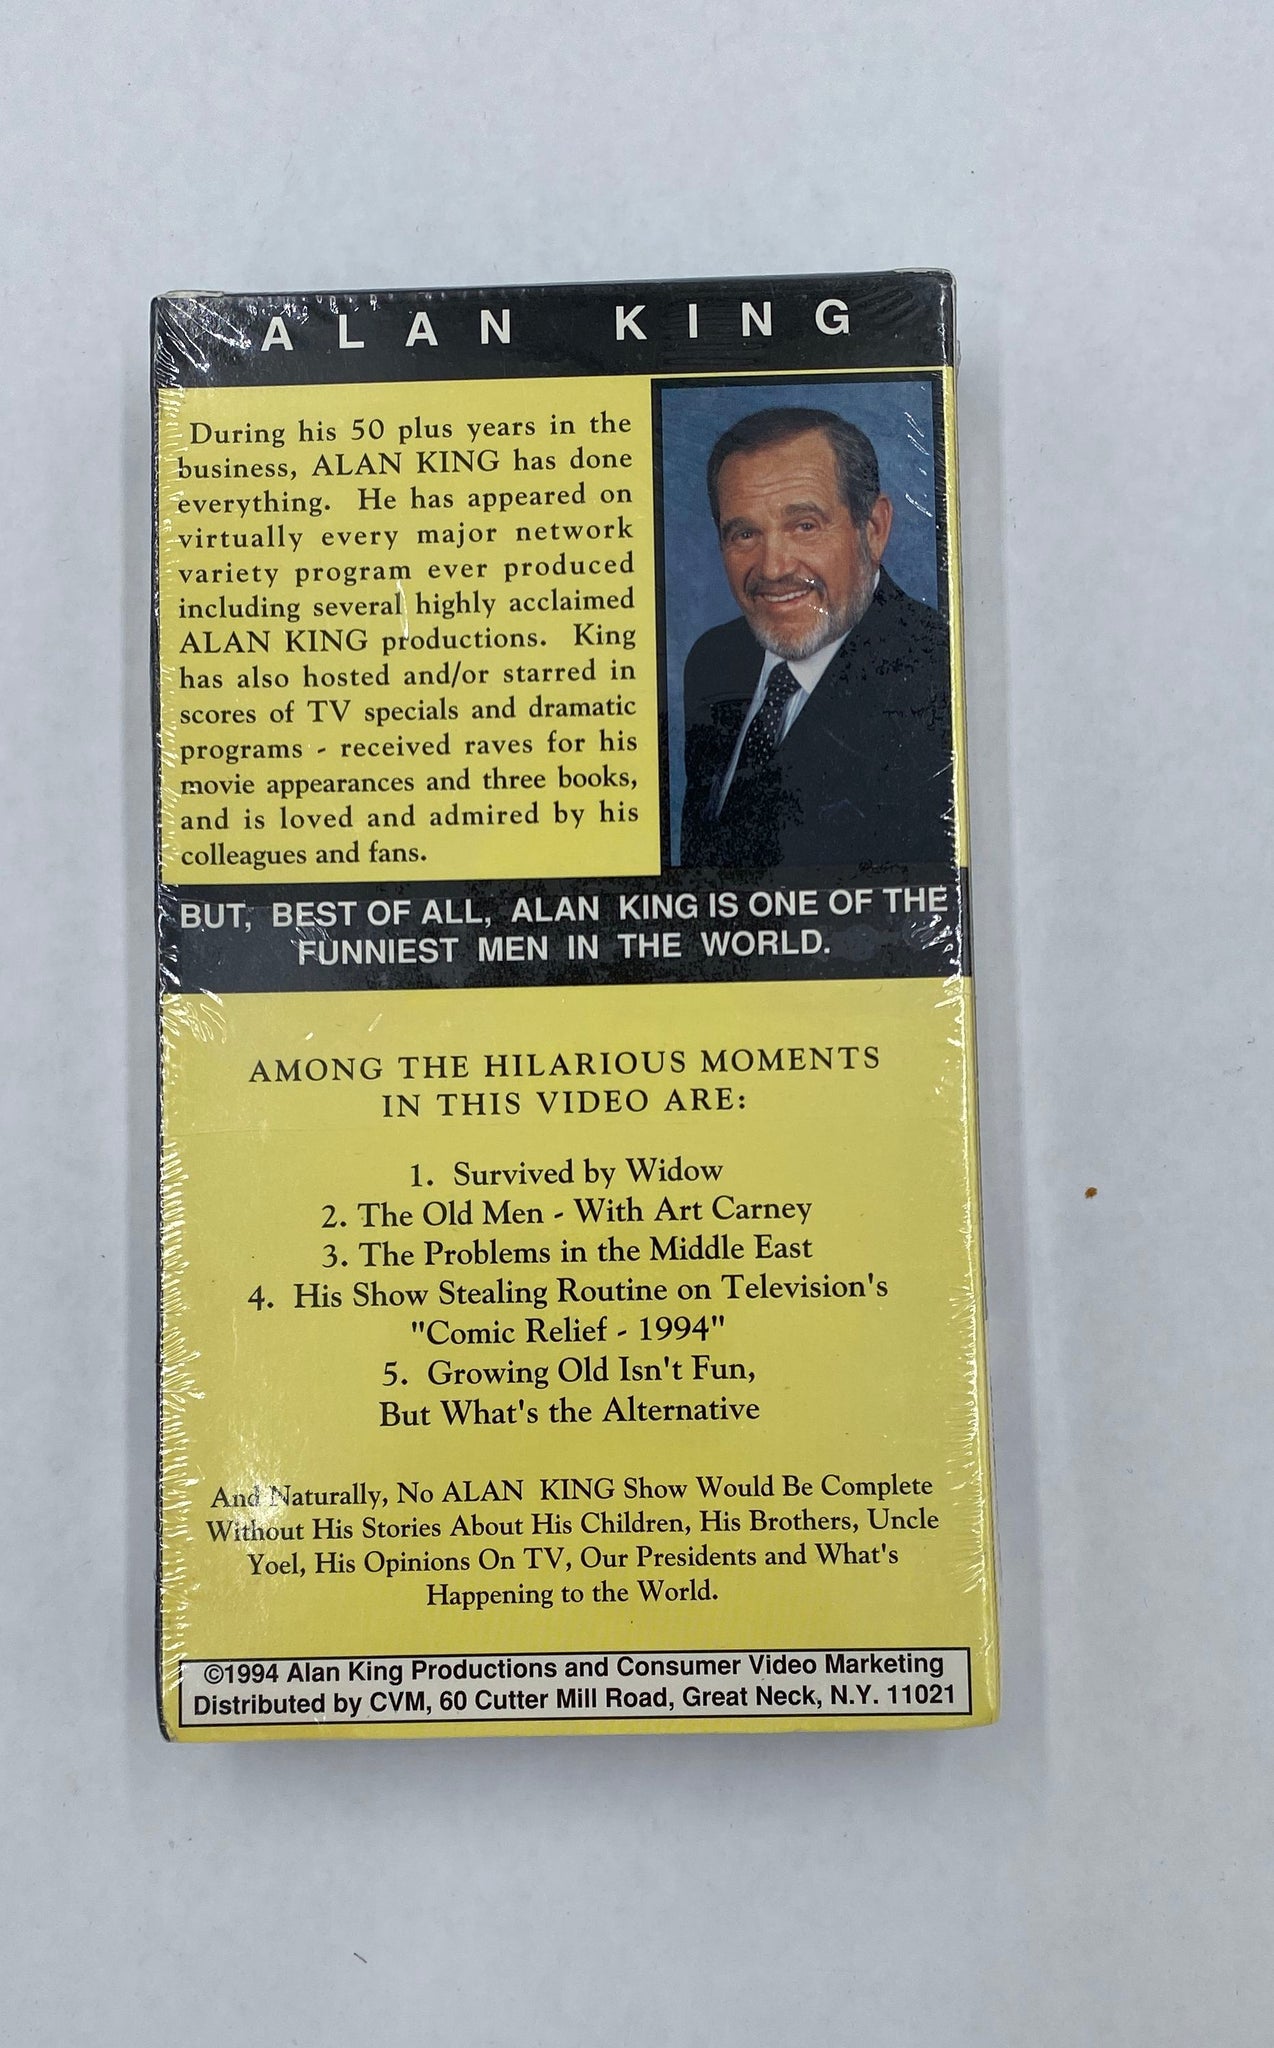 ALAN KING
During his 50 plus years in the
business, ALAN KING has done
everything. He has appeared on
virtually every major network
variety program ever produced
including several highly acclaimed
ALAN KING productions. King
has also hosted and/or starred in
scores of TV specials and dramatic
programs - received raves for his
movie appearances and three books,
and is loved and admired by his
colleagues and fans.
BUT, BEST OF ALL, ALAN KING IS ONE OF THE
FUNNIEST MEN IN THE WORLD.
AMONG THE HILARIOUS MOMENTS
IN THIS VIDEO ARE:
1. Survived by Widow
2. The Old Men - With Art Carney
3. The Problems in the Middle East
4. His Show Stealing Routine on Television's
"Comic Relief - 1994"
5. Growing Old Isn't Fun,
But What's the Alternative
And Naturally, No ALAN KING Show Would Be Complete
Without His Stories About His Children, His Brothers, Uncle
Yoel, His Opinions On TV, Our Presidents and What's
Happening to the World.
©1994 Alan King Productions and Consumer Video Marketing
Distributed by CVM, 60 Cutter Mill Road, Great Neck, N.Y. 11021